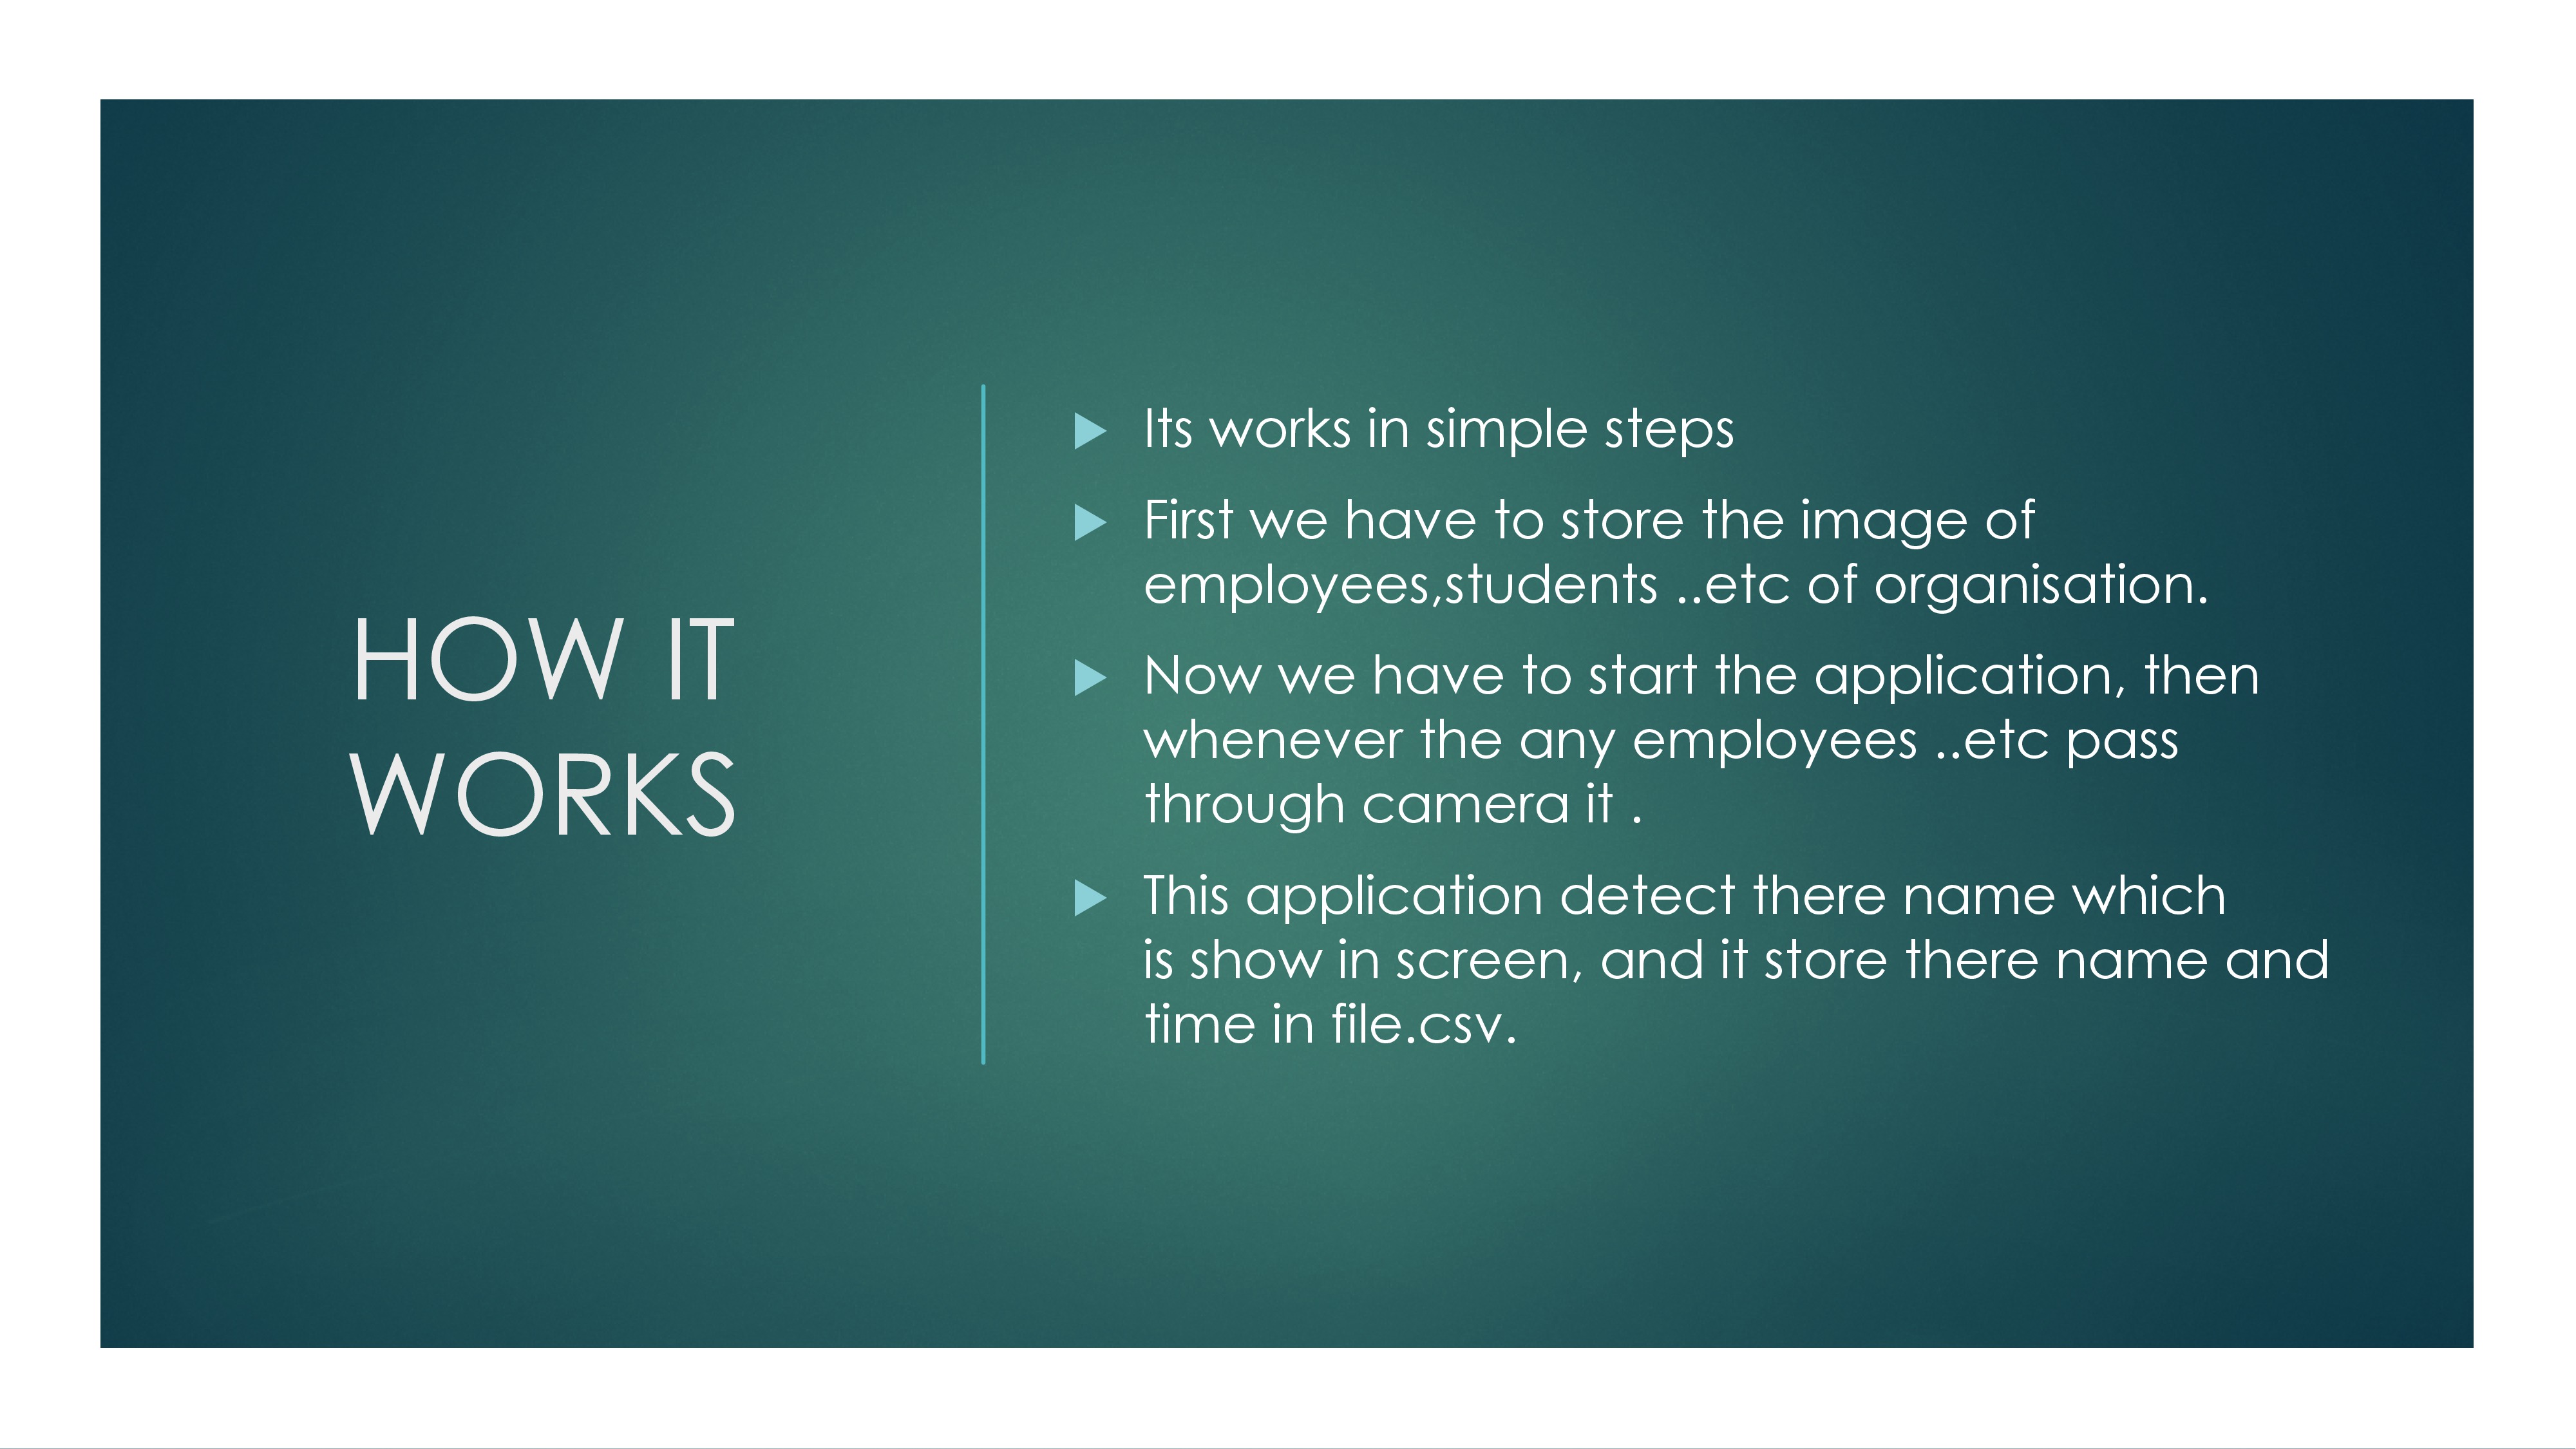 HOW IT
WORKS
Its works in simple steps
First we have to store the image of
employees,students ..etc of organisation.
Now we have to start the application, then
whenever the any employees ..etc pass
through camera it .
This application detect there name which
is show in screen, and it store there name and
time in file.csv.